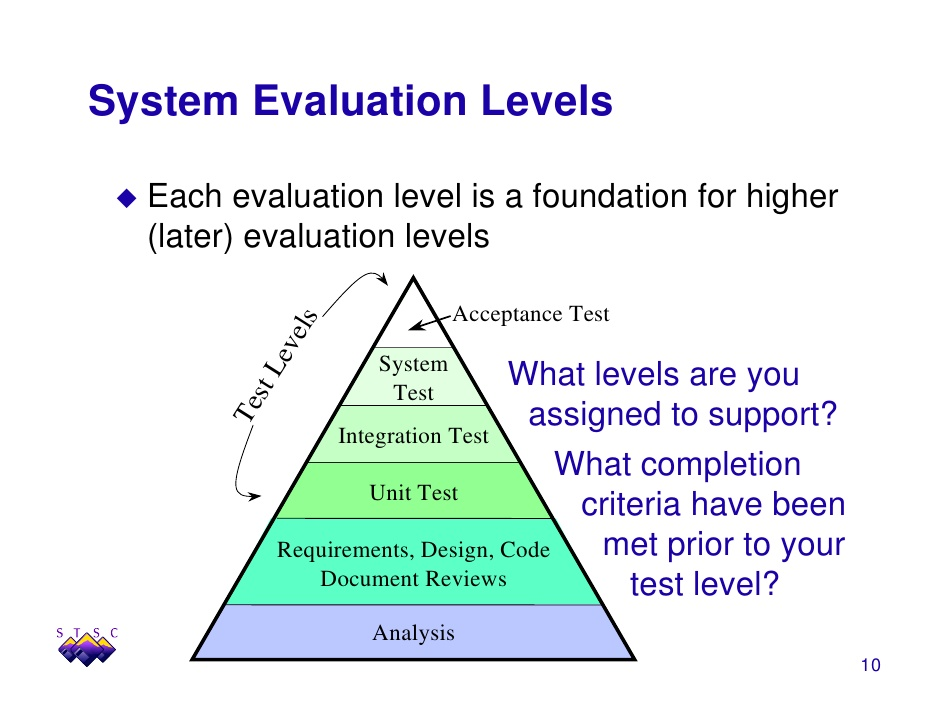 System Evaluation Levels
Each evaluation level is a foundation for higher
(later) evaluation levels
Test Levels
Acceptance Test
System
Test
Integration Test
Unit Test
Requirements, Design, Code
Document Reviews
Analysis
What levels are you
assigned to support?
What completion
criteria have been
met prior to your
test level?
S T S C
10